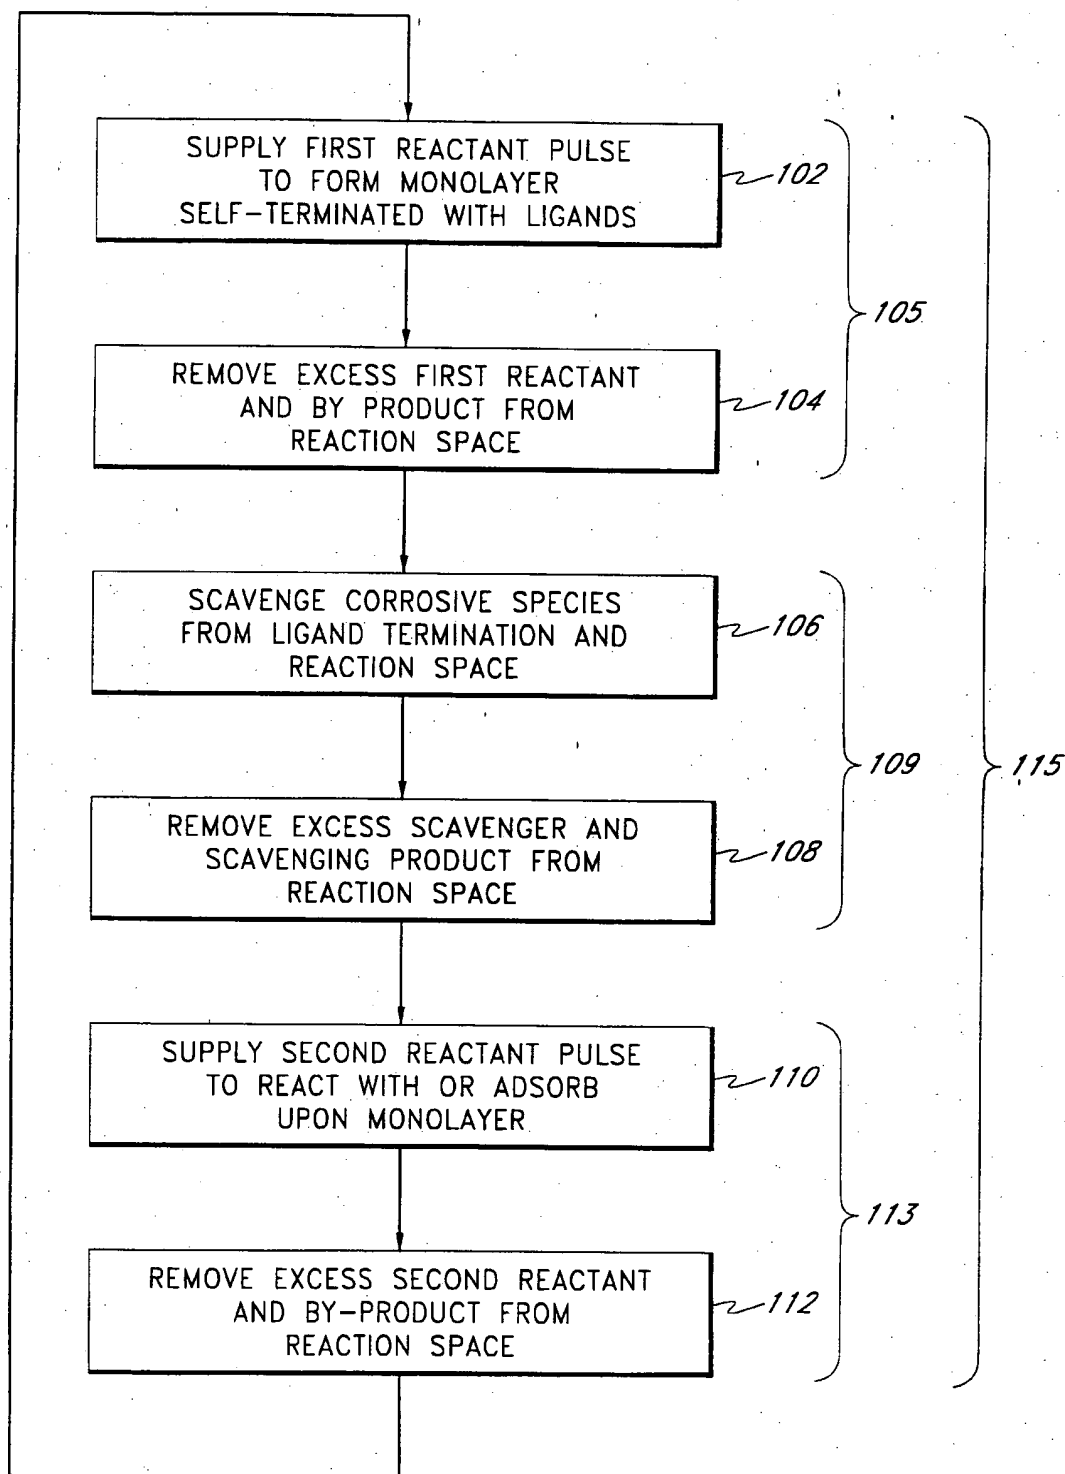 SUPPLY FIRST REACTANT PULSE
TO FORM MONOLAYER
SELF-TERMINATED WITH LIGANDS
102
105
REMOVE EXCESS FIRST REACTANT
AND BY PRODUCT FROM
REACTION SPACE
104
SCAVENGE CORROSIVE SPECIES
FROM LIGAND TERMINATION AND
REACTION SPACE
106
109
115
REMOVE EXCESS SCAVENGER AND
SCAVENGING PRODUCT FROM
REACTION SPACE
108
SUPPLY SECOND REACTANT PULSE
TO REACT WITH OR ADSORB
UPON MONOLAYER
110
113
REMOVE EXCESS SECOND REACTANT
AND BY-PRODUCT FROM
REACTION SPACE
112